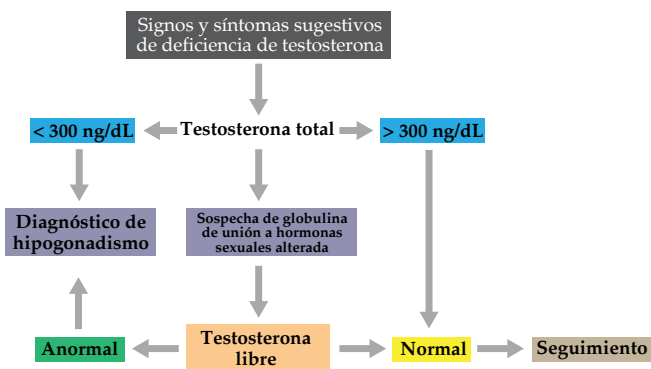 Signos y síntomas sugestivos
de deficiencia de testosterona
< 300 ng/dL
Testosterona total
> 300 ng/dL
Diagnóstico de
hipogonadismo
Sospecha de globulina
de unión a hormonas
sexuales alterada
Anormal
Testosterona
libre
Normal
Seguimiento